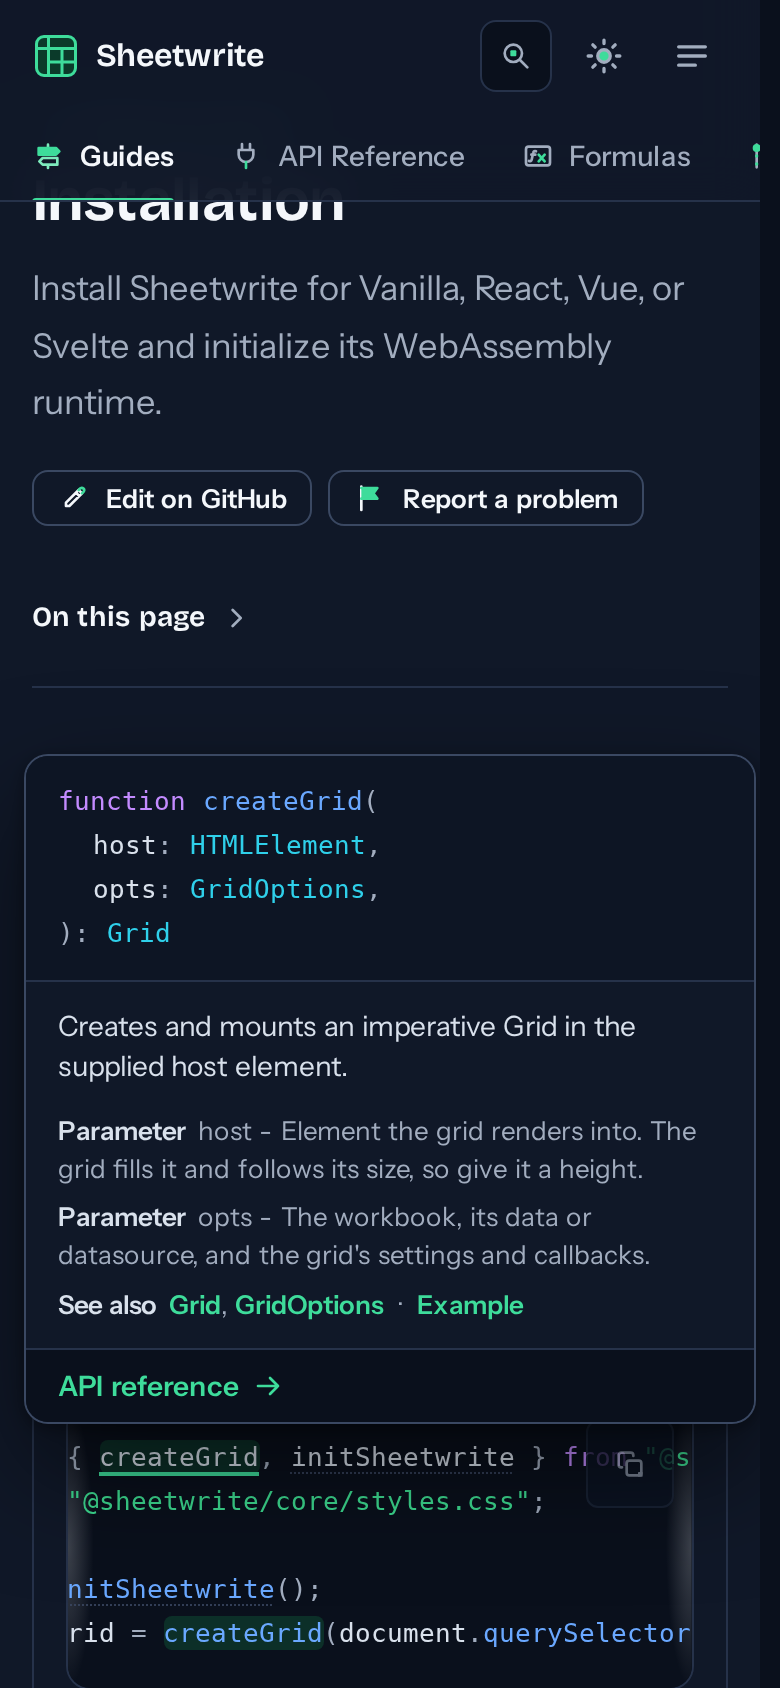 Sheetwrite
Guides
API Reference
Formulas
Installation
Install Sheetwrite for Vanilla, React, Vue, or
Svelte and initialize its WebAssembly
runtime.
Edit on GitHub
Report a problem
On this page
function createGrid(
host: HTMLElement,
opts: GridOptions,
): Grid
Creates and mounts an imperative Grid in the
supplied host element.
Parameter host - Element the grid renders into. The
grid fills it and follows its size, so give it a height.
Parameter opts - The workbook, its data or
datasource, and the grid's settings and callbacks.
See also Grid, GridOptions · Example
API reference →
{ createGrid, initSheetwrite } from "@s
"@sheetwrite/core/styles.css";
nitSheetwrite();
rid = createGrid(document.querySelector